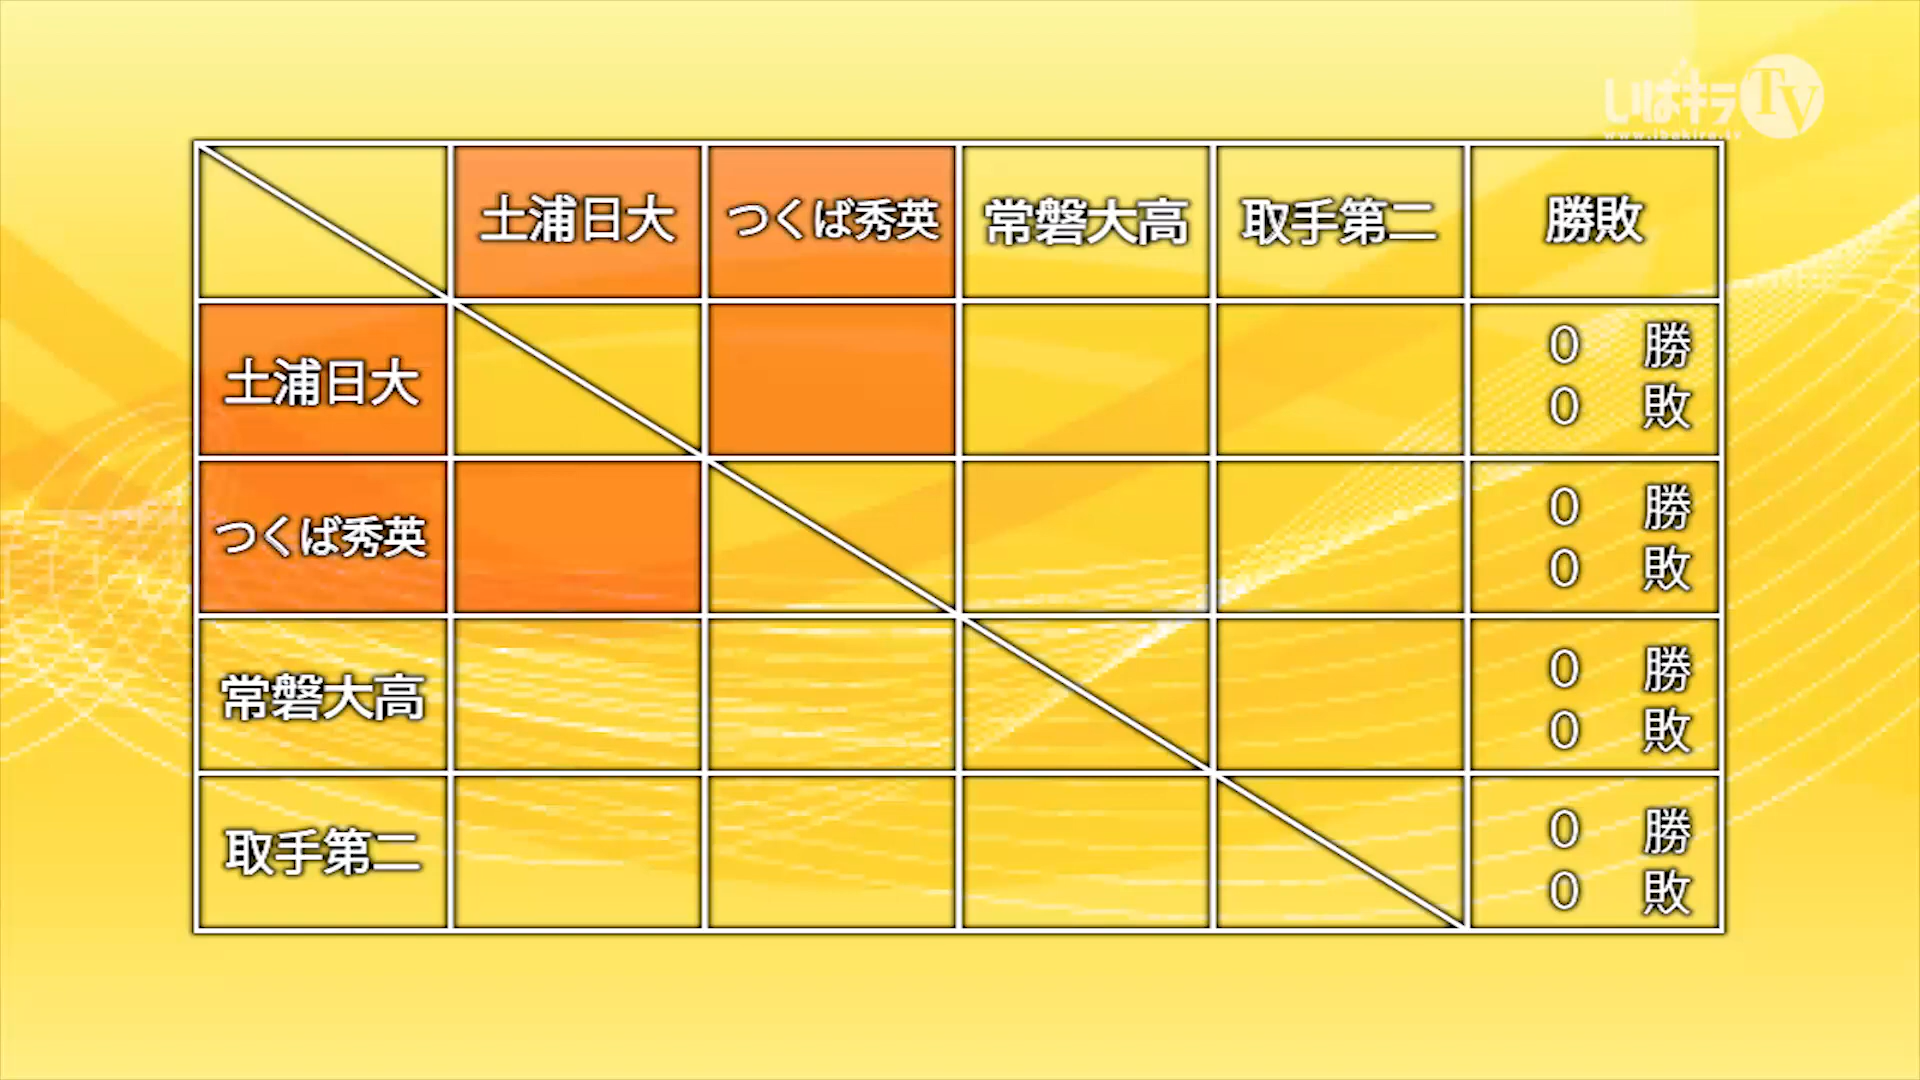 いばキラTV
www.ibakira.tv
土浦日大 つくば秀英 常磐大高 取手第二 勝敗
土浦日大 0 勝
0 敗
つくば秀英 0 勝
0 敗
常磐大高 0 勝
0 敗
取手第二 0 勝
0 敗